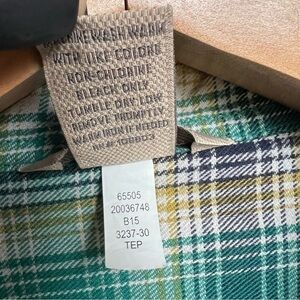 MACHINE WASH WARM
WITH LIKE COLORS
NON-CHLORINE
BLEACH ONLY
TUMBLE DRY LOW
REMOVE PROMPTLY
WARM IRON IF NEEDED
65505
20036748
B15
3237-30
TEP